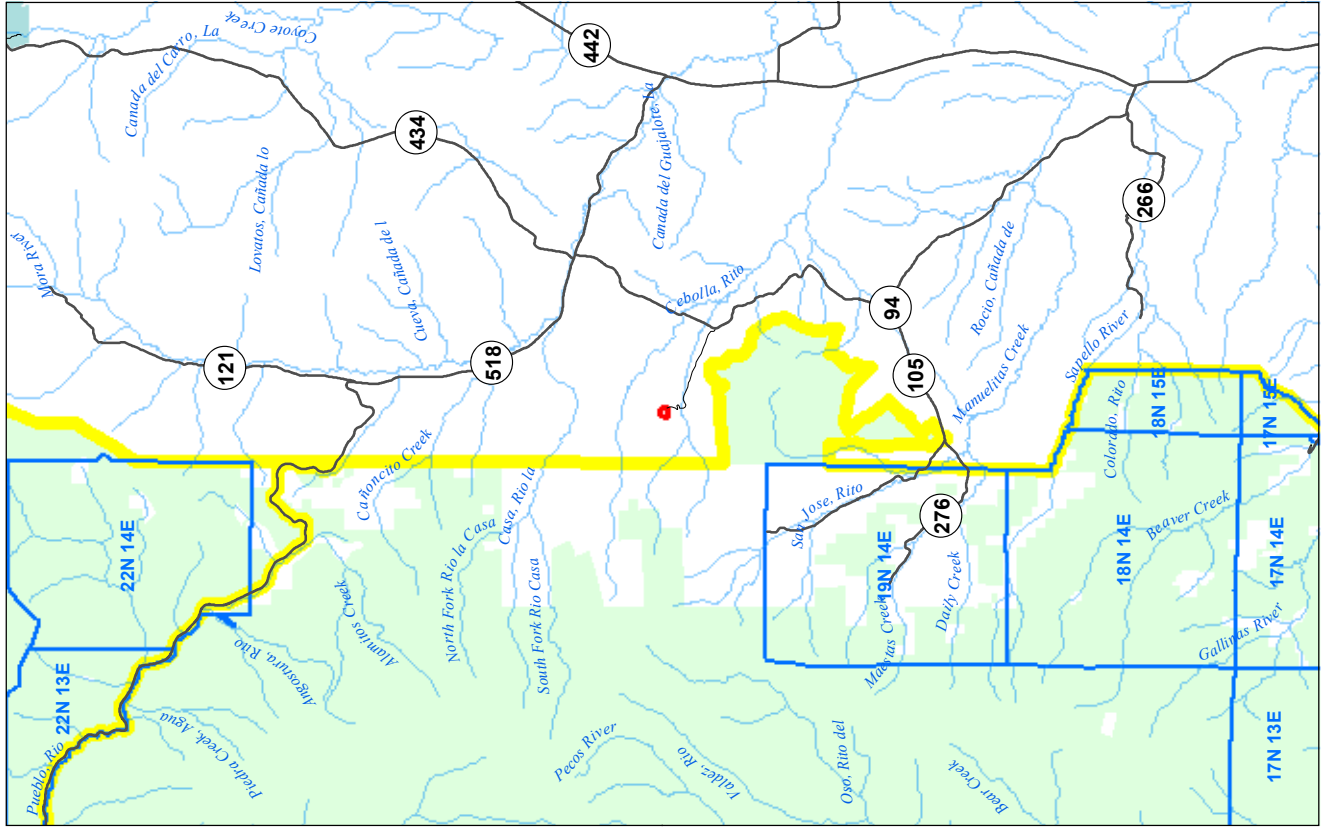 Canada del Carro, La
Coyote Creek
442
434
Mora River
Lovatos, Cañada lo
Canada del Guajalote, La
Cueva, Cañada de l
121
518
Cebolla, Rito
94
Rocio, Cañada de
266
105
Manuelitas Creek
Sapello River
Colorado, Rito
18N 15E
17N 15E
Cañoncito Creek
Casa, Rio la
North Fork Rio la Casa
South Fork Rio Casa
San Jose, Rito
276
22N 14E
19N 14E
18N 14E
Beaver Creek
17N 14E
Alamitos Creek
Angostura, Rito
Maestas Creek
Daily Creek
Gallinas River
22N 13E
Pueblo, Rio
Piedra Creek, Agua
Pecos River
Valdez, Rio
Oso, Rito del
Bear Creek
17N 13E